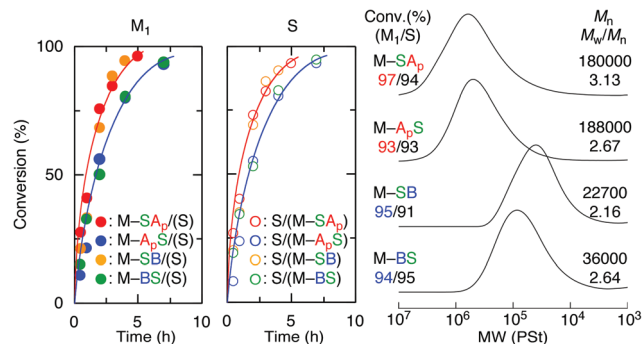 M1
S
Conversion (%)
100
50
0
: M–SAp/(S)
: M–ApS/(S)
: M–SB/(S)
: M–BS/(S)
0 5 10
Time (h)
: S/(M–SAp)
: S/(M–ApS)
: S/(M–SB)
: S/(M–BS)
0 5 10
Time (h)
Conv.(%)
(M1/S)
Mn
Mw/Mn
M–SAp
97/94
180000
3.13
M–ApS
93/93
188000
2.67
M–SB
95/91
22700
2.16
M–BS
94/95
36000
2.64
10^7 10^6 10^5 10^4 10^3
MW (PSt)